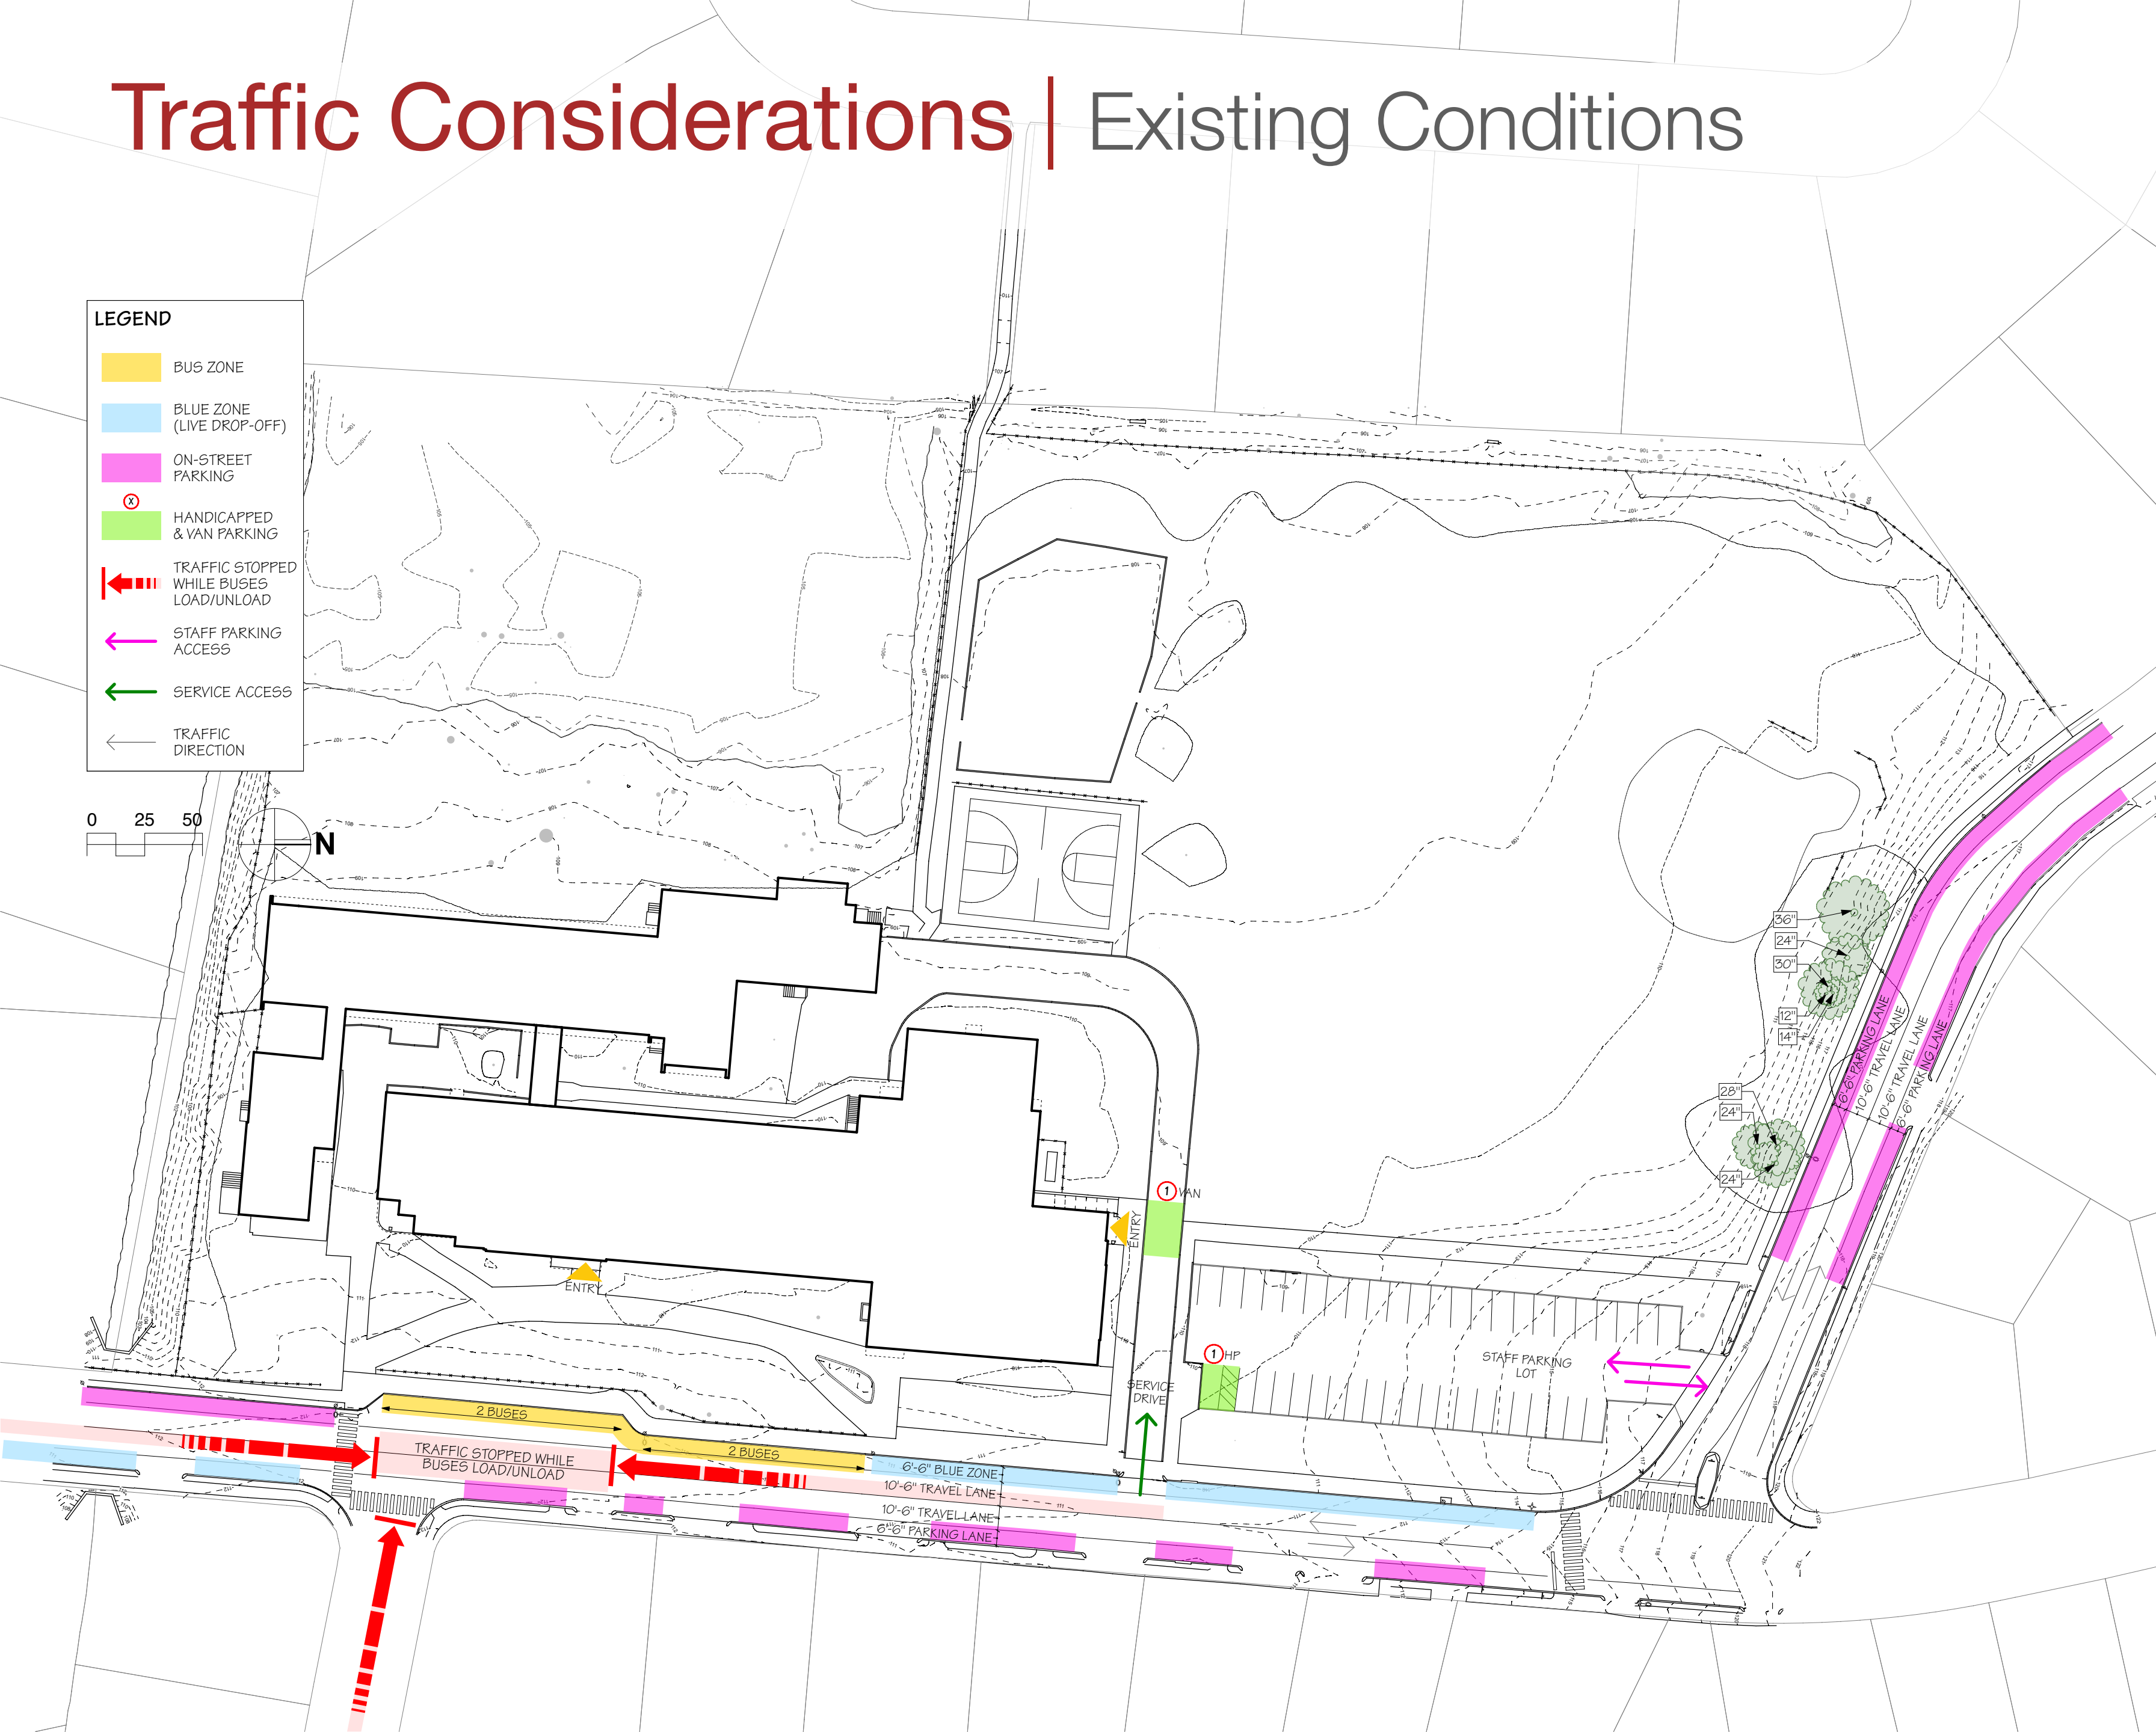 Traffic Considerations | Existing Conditions
LEGEND
BUS ZONE
BLUE ZONE
(LIVE DROP-OFF)
ON-STREET
PARKING
X
HANDICAPPED
& VAN PARKING
TRAFFIC STOPPED
WHILE BUSES
LOAD/UNLOAD
STAFF PARKING
ACCESS
SERVICE ACCESS
TRAFFIC
DIRECTION
0 25 50
N
36"
24"
30"
12"
14"
28"
24"
24"
6'-6" PARKING LANE
10'-6" TRAVEL LANE
10'-6" TRAVEL LANE
6'-6" PARKING LANE
1 VAN
ENTRY
ENTRY
1 HP
STAFF PARKING
LOT
SERVICE
DRIVE
2 BUSES
2 BUSES
TRAFFIC STOPPED WHILE
BUSES LOAD/UNLOAD
6'-6" BLUE ZONE
10'-6" TRAVEL LANE
10'-6" TRAVEL LANE
6'-6" PARKING LANE